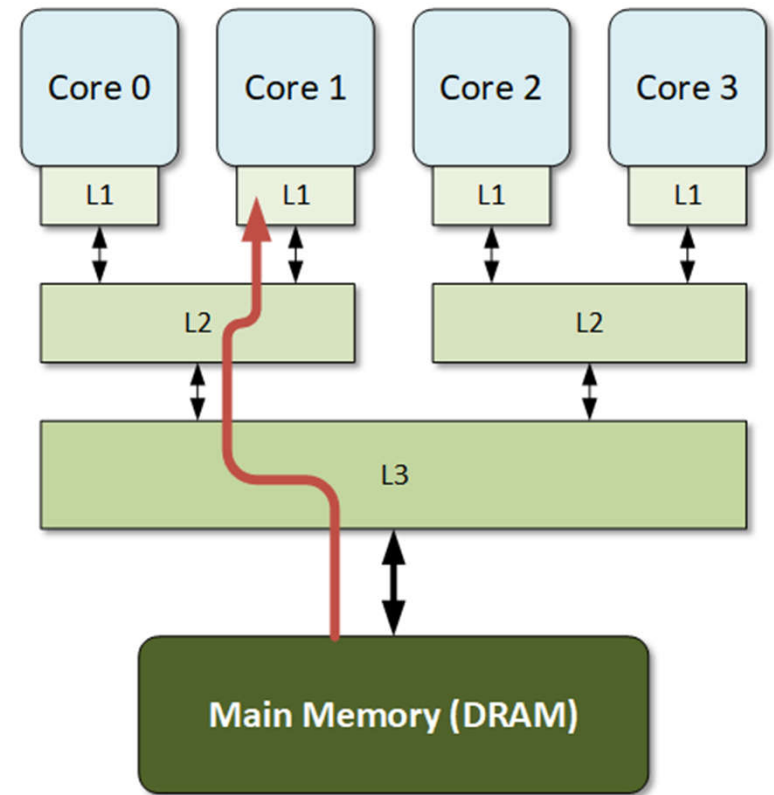 Core 0
Core 1
Core 2
Core 3
L1
L1
L1
L1
L2
L2
L3
Main Memory (DRAM)